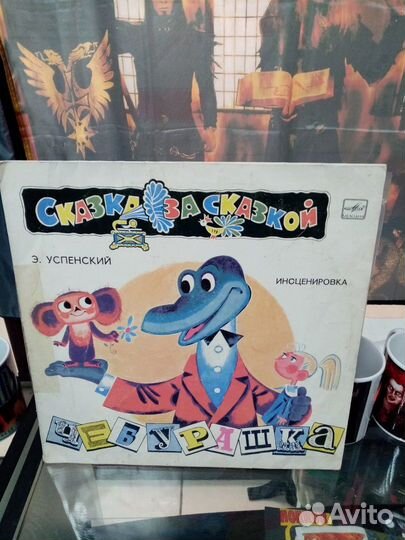 СКАЗКА ЗА СКАЗКОЙ
Э. УСПЕНСКИЙ
ИНСЦЕНИРОВКА
ЧЕБУРАШКА
Avito